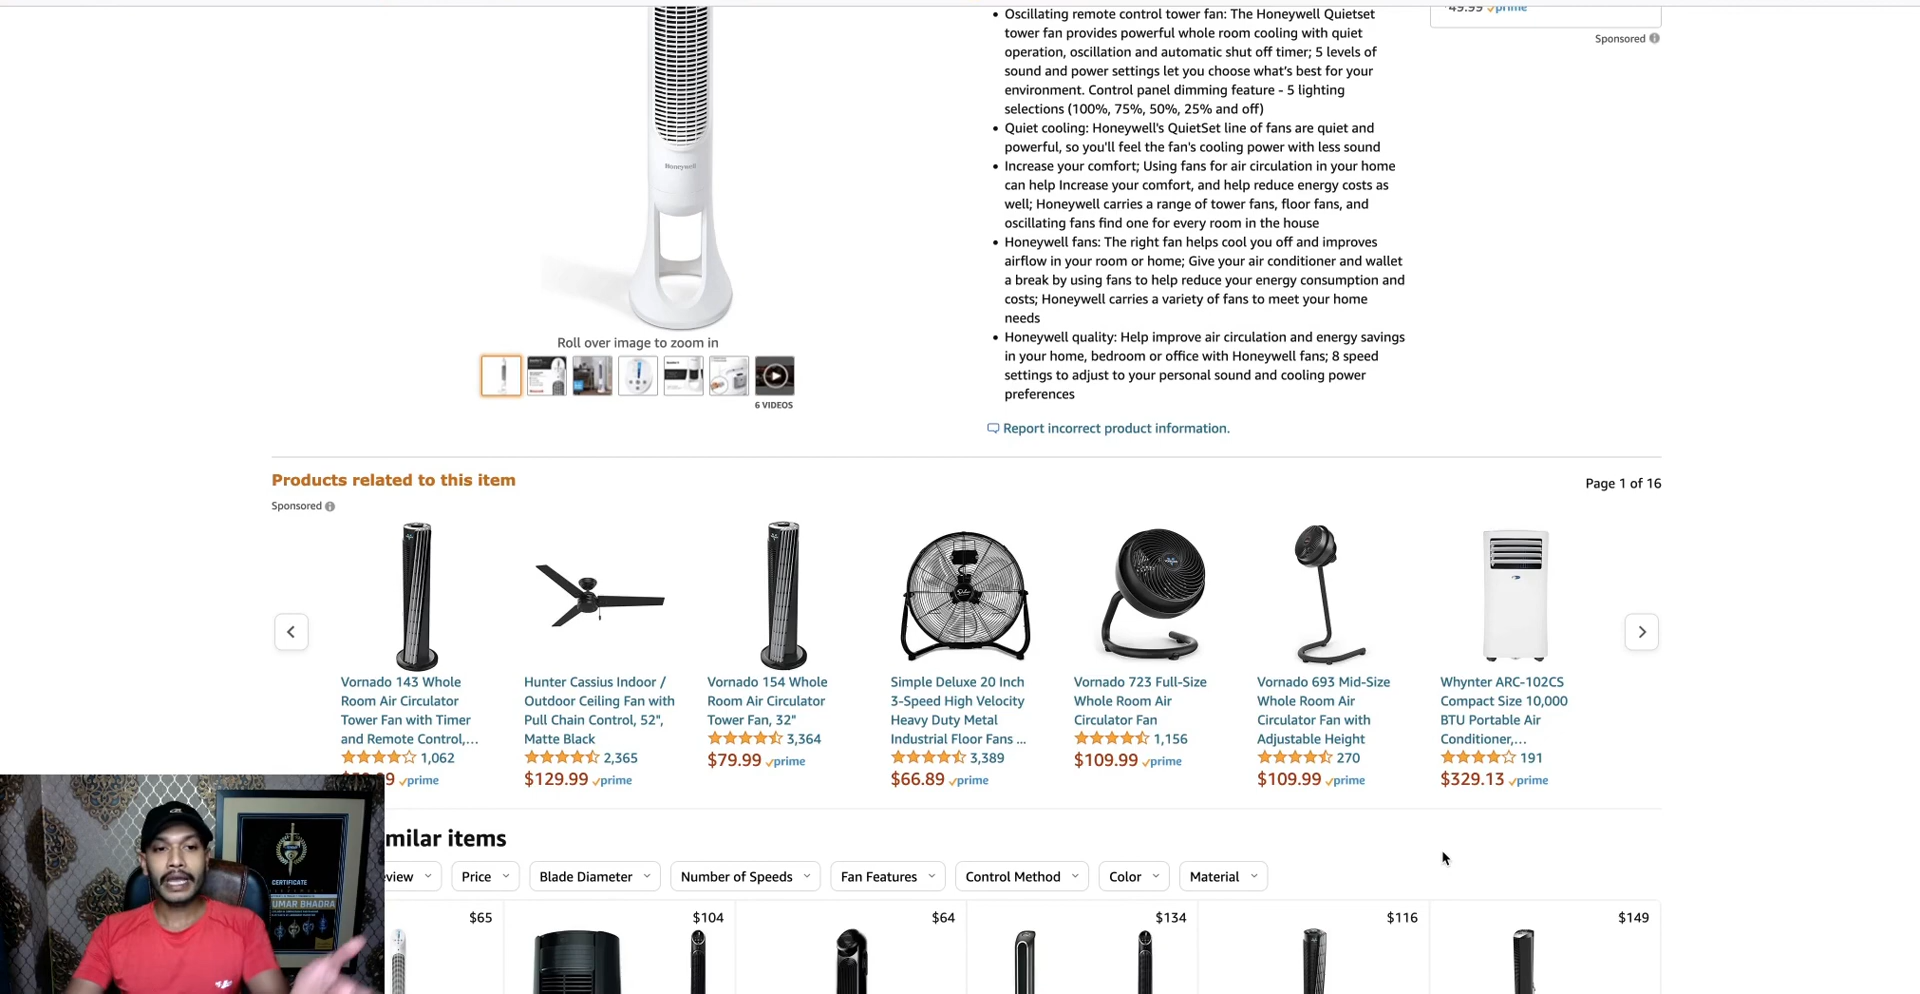 49.99 prime
Sponsored
• Oscillating remote control tower fan: The Honeywell Quietset
tower fan provides powerful whole room cooling with quiet
operation, oscillation and automatic shut off timer; 5 levels of
sound and power settings let you choose what's best for your
environment. Control panel dimming feature - 5 lighting
selections (100%, 75%, 50%, 25% and off)
• Quiet cooling: Honeywell's QuietSet line of fans are quiet and
powerful, so you'll feel the fan's cooling power with less sound
• Increase your comfort; Using fans for air circulation in your home
can help Increase your comfort, and help reduce energy costs as
well; Honeywell carries a range of tower fans, floor fans, and
oscillating fans find one for every room in the house
• Honeywell fans: The right fan helps cool you off and improves
airflow in your room or home; Give your air conditioner and wallet
a break by using fans to help reduce your energy consumption and
costs; Honeywell carries a variety of fans to meet your home
needs
• Honeywell quality: Help improve air circulation and energy savings
in your home, bedroom or office with Honeywell fans; 8 speed
settings to adjust to your personal sound and cooling power
preferences
Honeywell
Roll over image to zoom in
6 VIDEOS
Report incorrect product information.
Products related to this item
Page 1 of 16
Sponsored
Vornado 143 Whole
Room Air Circulator
Tower Fan with Timer
and Remote Control,...
1,062
9 prime
Hunter Cassius Indoor /
Outdoor Ceiling Fan with
Pull Chain Control, 52",
Matte Black
2,365
$129.99 prime
Vornado 154 Whole
Room Air Circulator
Tower Fan, 32"
3,364
$79.99 prime
Simple Deluxe 20 Inch
3-Speed High Velocity
Heavy Duty Metal
Industrial Floor Fans ...
3,389
$66.89 prime
Vornado 723 Full-Size
Whole Room Air
Circulator Fan
1,156
$109.99 prime
Vornado 693 Mid-Size
Whole Room Air
Circulator Fan with
Adjustable Height
270
$109.99 prime
Whynter ARC-102CS
Compact Size 10,000
BTU Portable Air
Conditioner,...
191
$329.13 prime
milar items
view
Price
Blade Diameter
Number of Speeds
Fan Features
Control Method
Color
Material
$65
$104
$64
$134
$116
$149
CERTIFICATE
UMAR BHADRA